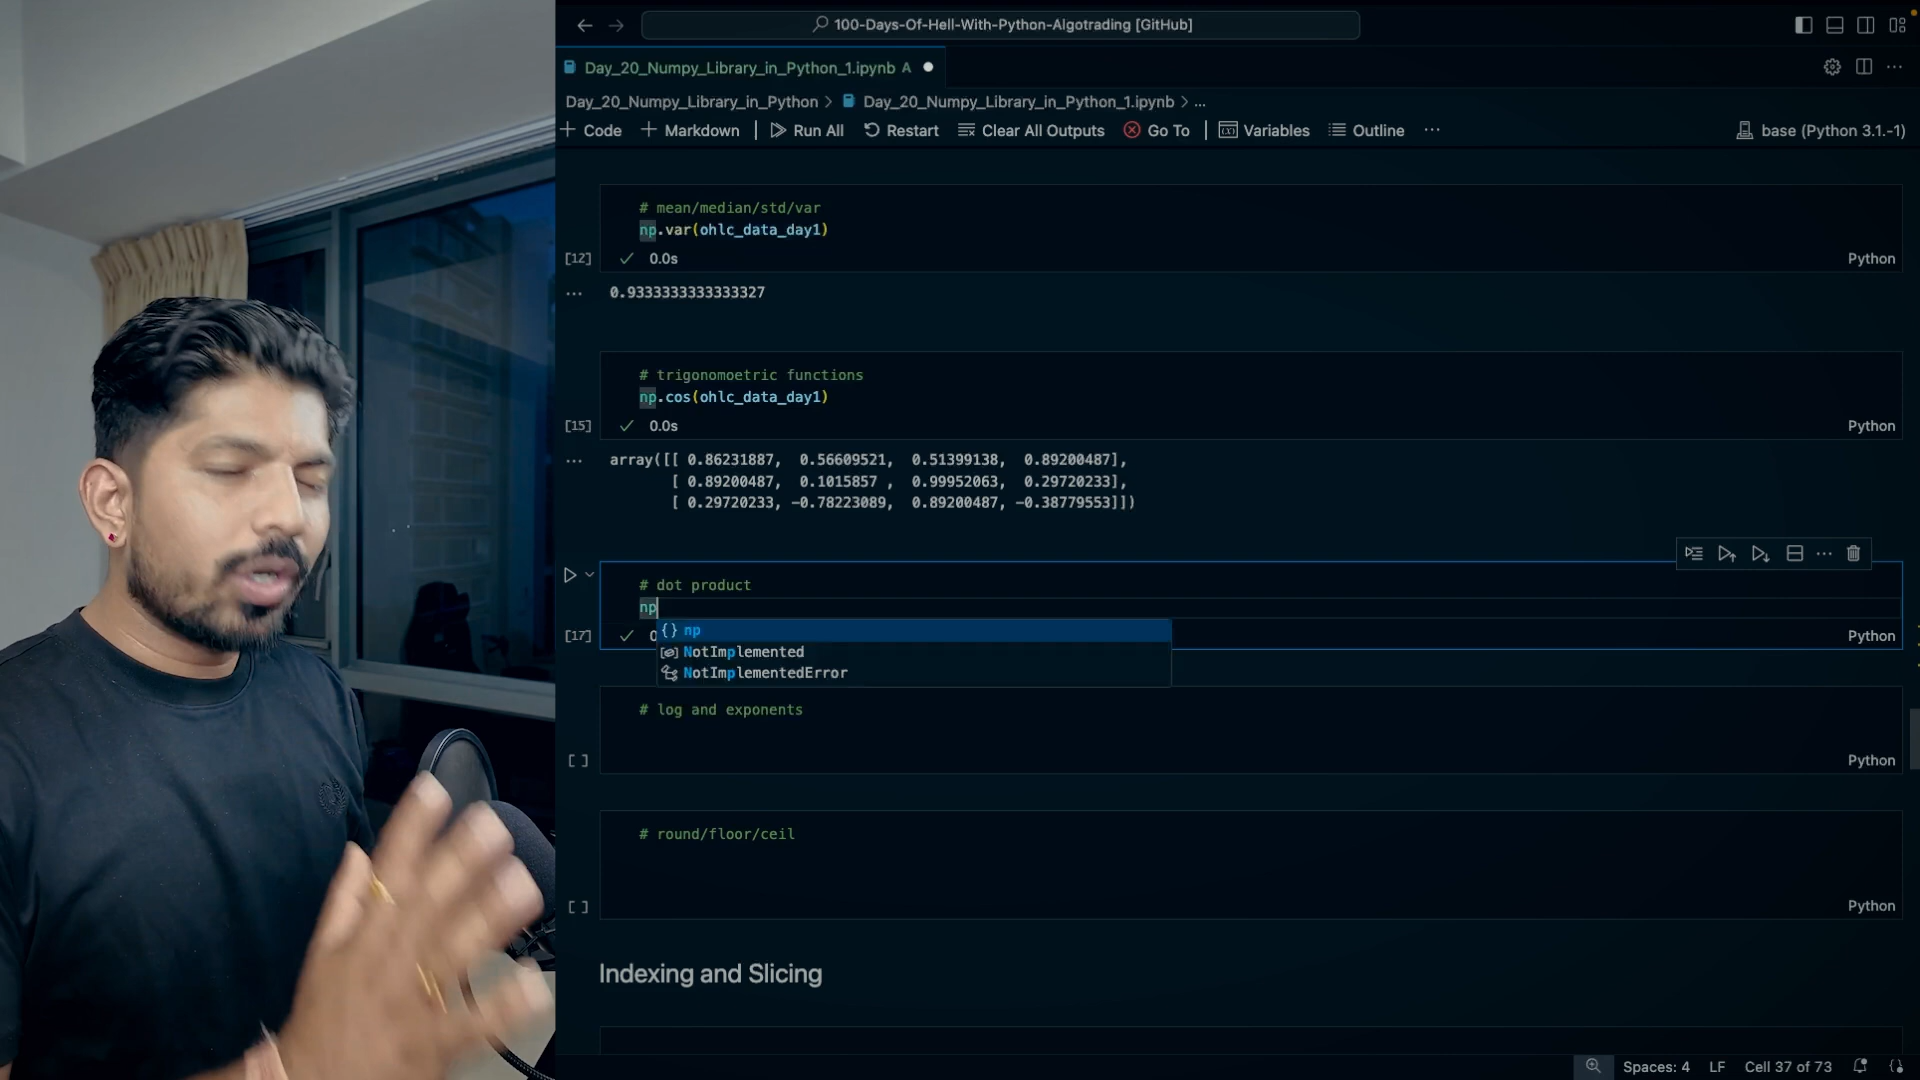 100-Days-Of-Hell-With-Python-Algotrading [GitHub]
Day_20_Numpy_Library_in_Python_1.ipynb A
Day_20_Numpy_Library_in_Python > Day_20_Numpy_Library_in_Python_1.ipynb > ...
+ Code + Markdown | Run All Restart Clear All Outputs Go To | Variables Outline ... base (Python 3.1.-1)
# mean/median/std/var
np.var(ohlc_data_day1)
[12] 0.0s Python
... 0.9333333333333327
# trigonomoetric functions
np.cos(ohlc_data_day1)
[15] 0.0s Python
... array([[ 0.86231887, 0.56609521, 0.51399138, 0.89200487],
[ 0.89200487, 0.1015857 , 0.99952063, 0.29720233],
[ 0.29720233, -0.78223089, 0.89200487, -0.38779553]])
# dot product
np
{} np
[17] 0 Python
NotImplemented
NotImplementedError
# log and exponents
[ ] Python
# round/floor/ceil
[ ] Python
Indexing and Slicing
Spaces: 4 LF Cell 37 of 73